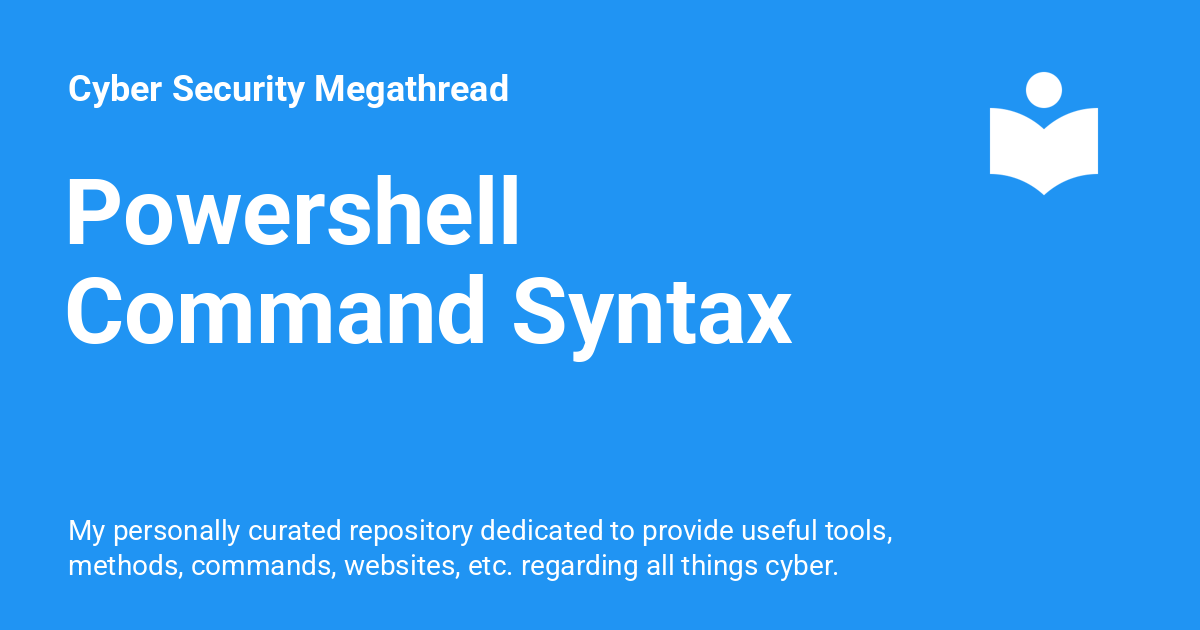 Cyber Security Megathread
Powershell
Command Syntax
My personally curated repository dedicated to provide useful tools,
methods, commands, websites, etc. regarding all things cyber.